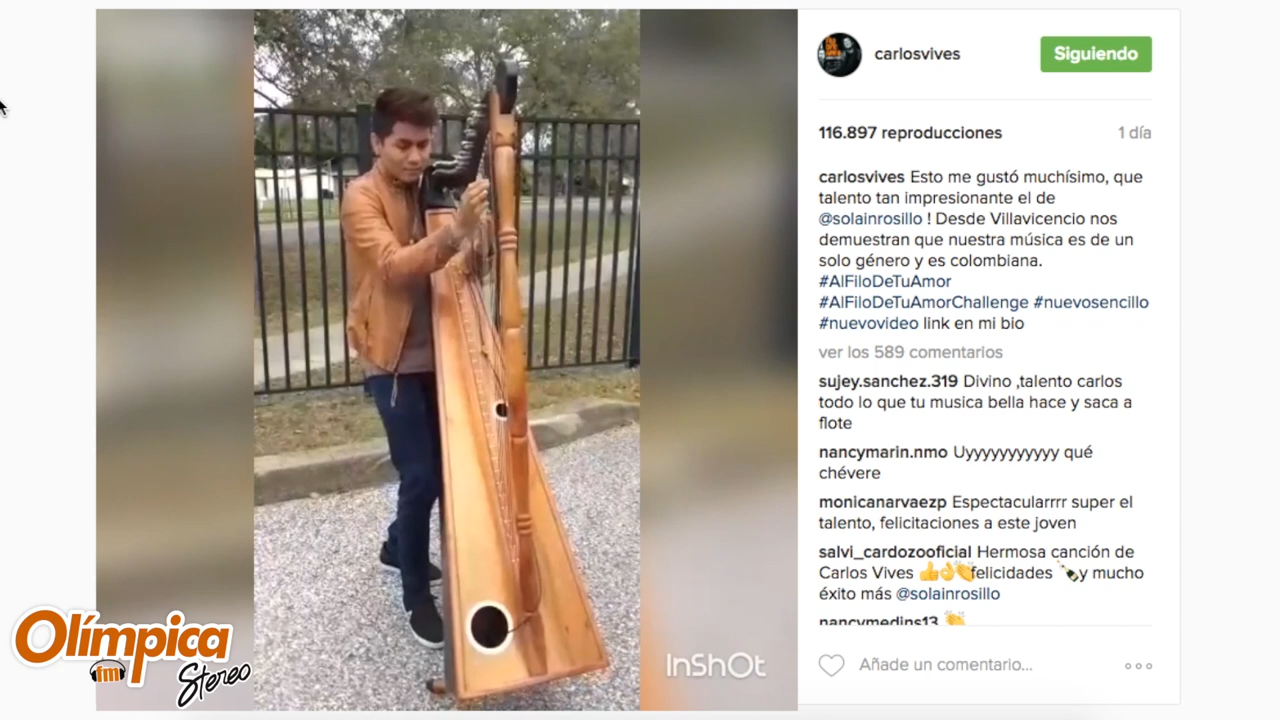 carlosvives
Siguiendo
116.897 reproducciones
1 día
carlosvives Esto me gustó muchísimo, que
talento tan impresionante el de
@solainrosillo ! Desde Villavicencio nos
demuestran que nuestra música es de un
solo género y es colombiana.
#AlFiloDeTuAmor
#AlFiloDeTuAmorChallenge #nuevosencillo
#nuevovideo link en mi bio
ver los 589 comentarios
sujey.sanchez.319 Divino ,talento carlos
todo lo que tu musica bella hace y saca a
flote
nancymarin.nmo Uyyyyyyyyyyy qué
chévere
monicanarvaezp Espectacularrrr super el
talento, felicitaciones a este joven
salvi_cardozooficial Hermosa canción de
Carlos Vives 👍👌👏felicidades 🍾y mucho
éxito más @solainrosillo
nancymedins13 👏
Añade un comentario...
InShOt
Olímpica
fm
Stereo